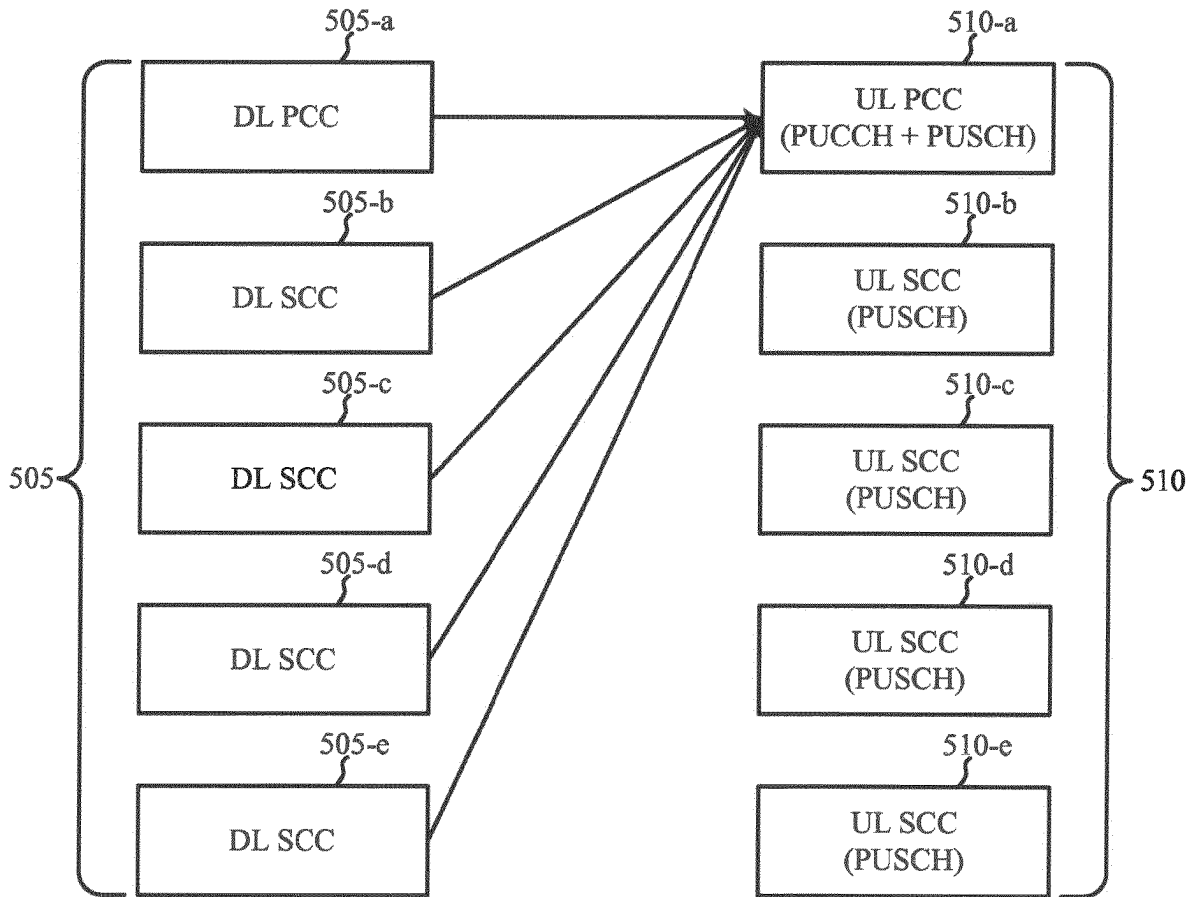 505-a
510-a
DL PCC
UL PCC
(PUCCH + PUSCH)
505-b
510-b
DL SCC
UL SCC
(PUSCH)
505-c
510-c
505
DL SCC
UL SCC
(PUSCH)
510
505-d
510-d
DL SCC
UL SCC
(PUSCH)
505-e
510-e
DL SCC
UL SCC
(PUSCH)